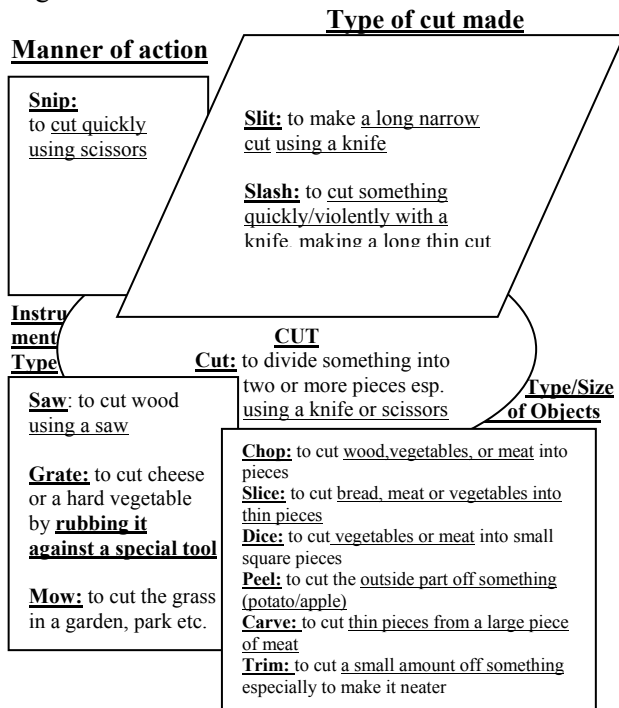 Type of cut made
Manner of action
Snip:
to cut quickly
using scissors
Slit: to make a long narrow
cut using a knife
Slash: to cut something
quickly/violently with a
knife, making a long thin cut
Instru
ment
Type
CUT
Cut: to divide something into
two or more pieces esp.
using a knife or scissors
Type/Size
of Objects
Saw: to cut wood
using a saw
Grate: to cut cheese
or a hard vegetable
by rubbing it
against a special tool
Mow: to cut the grass
in a garden, park etc.
Chop: to cut wood,vegetables, or meat into
pieces
Slice: to cut bread, meat or vegetables into
thin pieces
Dice: to cut vegetables or meat into small
square pieces
Peel: to cut the outside part off something
(potato/apple)
Carve: to cut thin pieces from a large piece
of meat
Trim: to cut a small amount off something
especially to make it neater